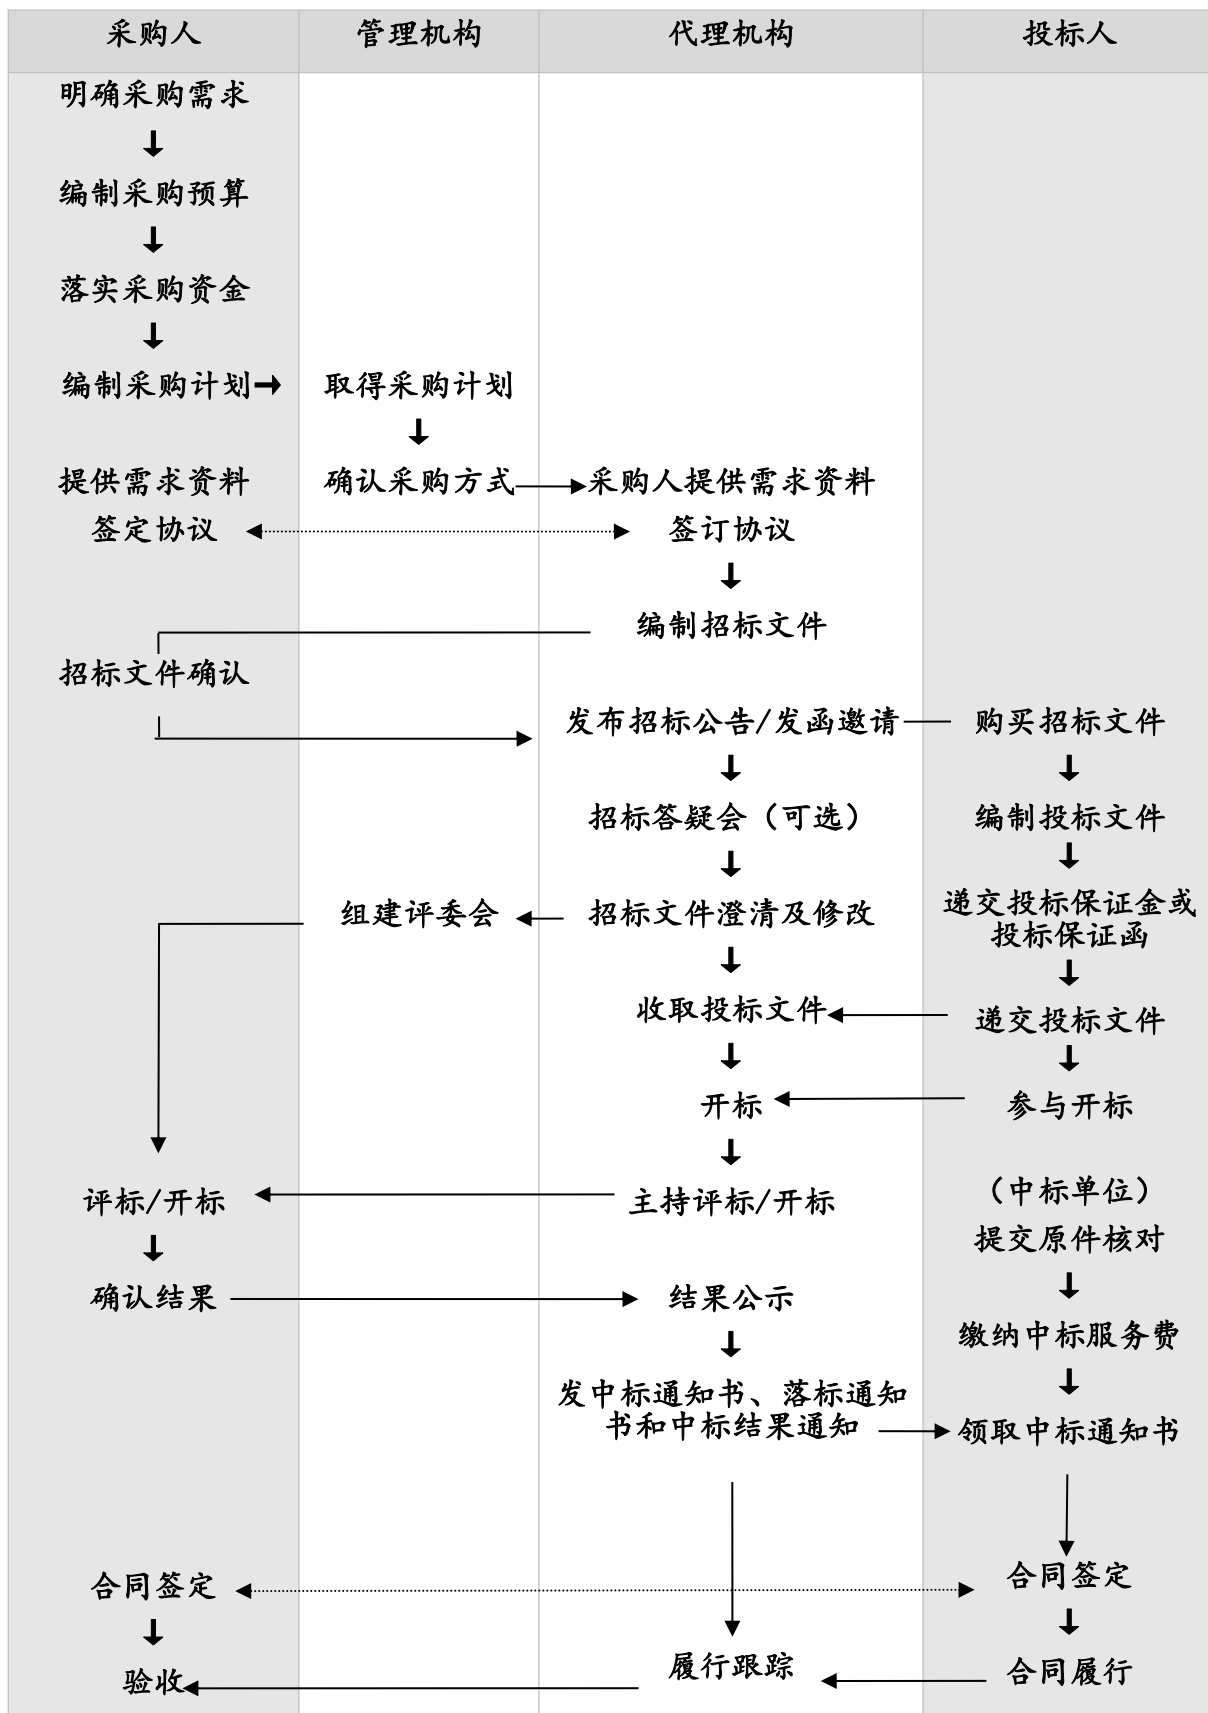 采购人
管理机构
代理机构
投标人
明确采购需求
编制采购预算
落实采购资金
编制采购计划
取得采购计划
提供需求资料
确认采购方式
采购人提供需求资料
签定协议
签订协议
编制招标文件
招标文件确认
发布招标公告/发函邀请
购买招标文件
招标答疑会（可选）
编制投标文件
组建评委会
招标文件澄清及修改
递交投标保证金或
投标保证函
收取投标文件
递交投标文件
开标
参与开标
评标/开标
主持评标/开标
（中标单位）
提交原件核对
确认结果
结果公示
缴纳中标服务费
发中标通知书、落标通知
书和中标结果通知
领取中标通知书
合同签定
合同签定
验收
履行跟踪
合同履行